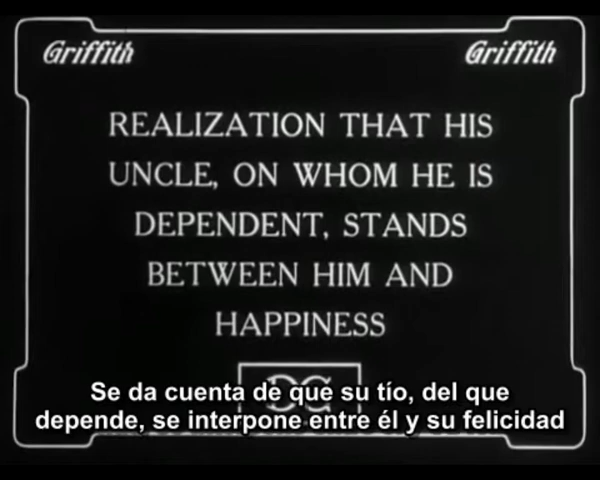 Griffith Griffith
REALIZATION THAT HIS
UNCLE, ON WHOM HE IS
DEPENDENT, STANDS
BETWEEN HIM AND
HAPPINESS
DG
Se da cuenta de que su tío, del que
depende, se interpone entre él y su felicidad